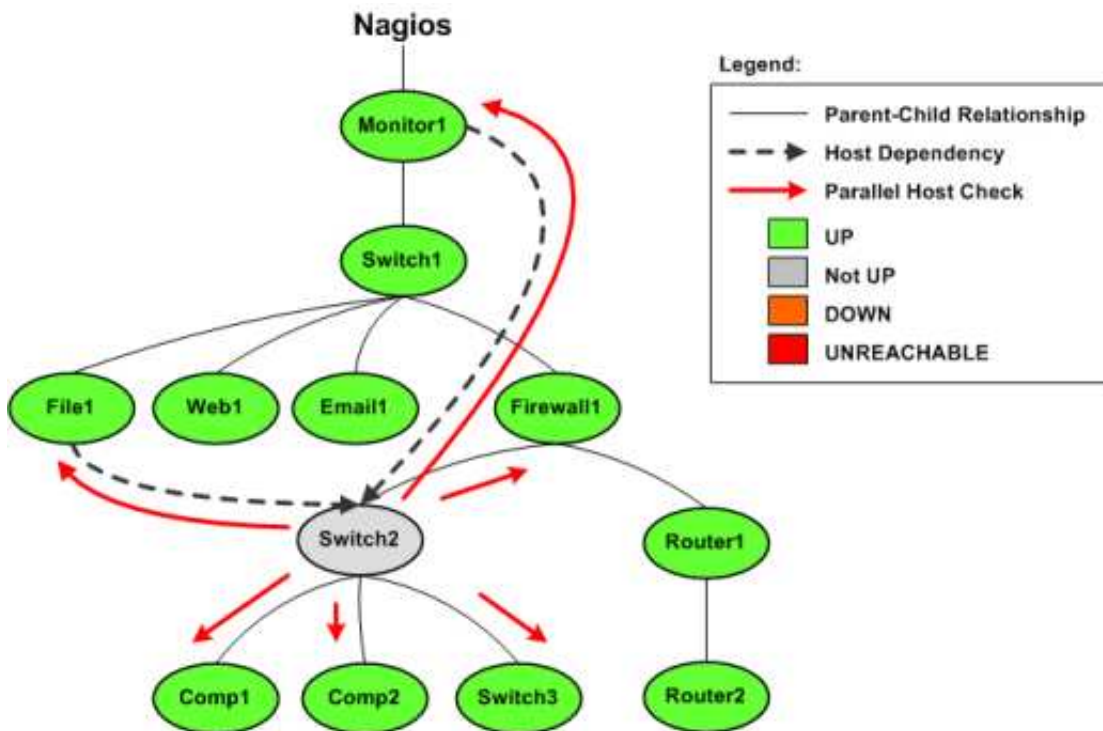 Nagios
Legend:
Monitor1
Parent-Child Relationship
Host Dependency
Parallel Host Check
UP
Switch1
Not UP
DOWN
UNREACHABLE
File1
Web1
Email1
Firewall1
Switch2
Router1
Comp1
Comp2
Switch3
Router2